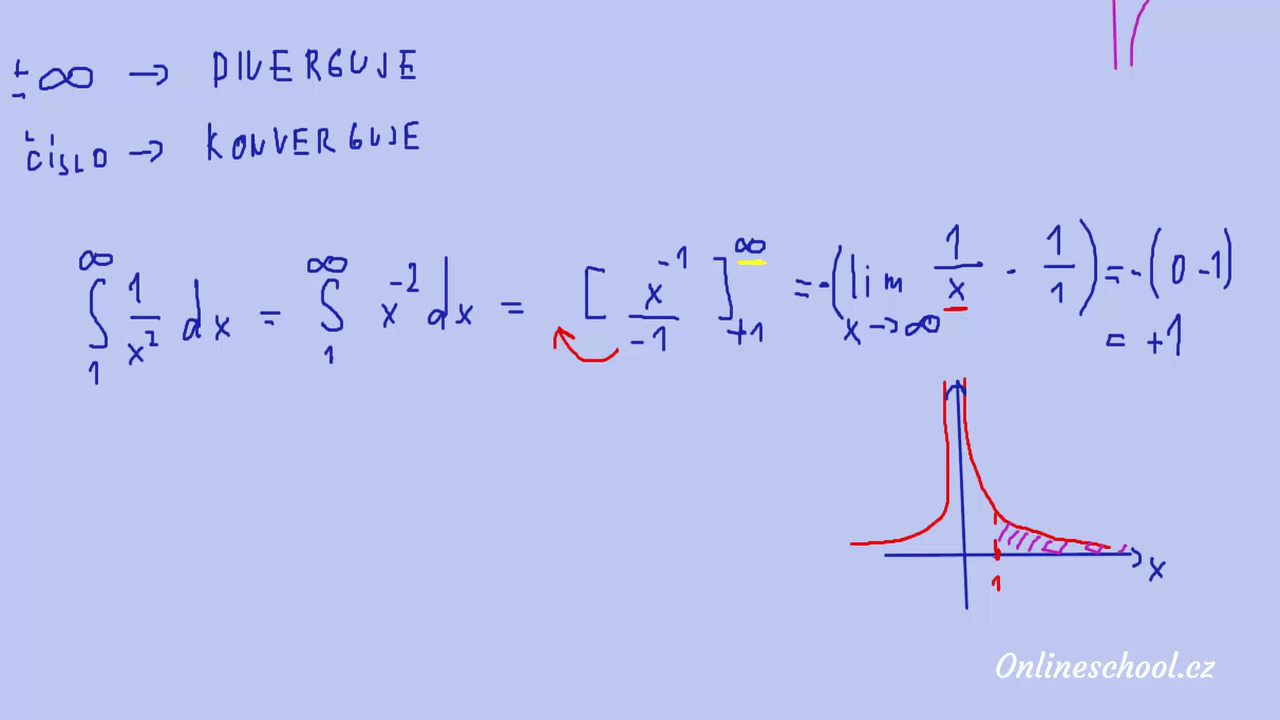 ±∞ → DIVERGUJE
ČÍSLO → KONVERGUJE
∫₁^∞ 1/x² dx = ∫₁^∞ x⁻² dx = [x⁻¹/-1]₊₁^∞ = -(lim x→∞ 1/x - 1/1) = -(0-1)
= +1
1
x
Onlineschool.cz